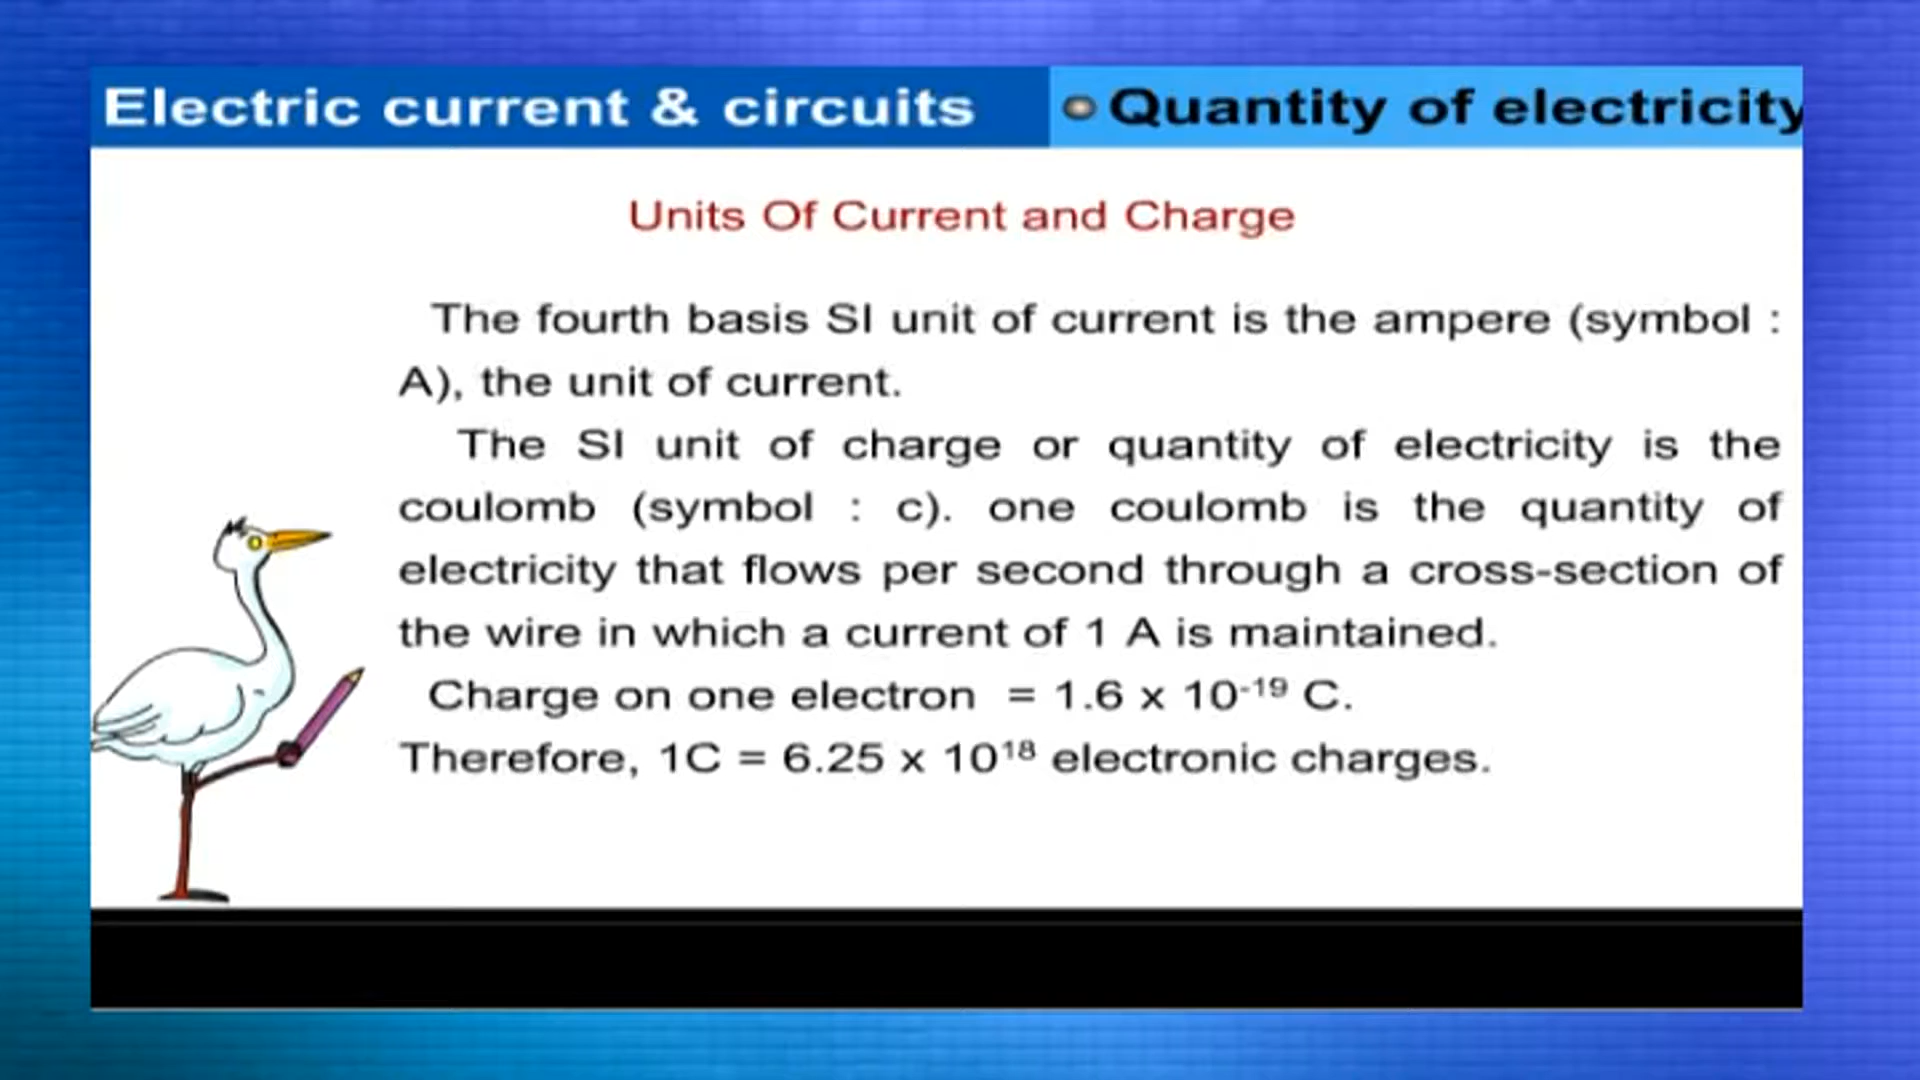 Electric current & circuits
Quantity of electricity
Units Of Current and Charge
The fourth basis SI unit of current is the ampere (symbol :
A), the unit of current.
The SI unit of charge or quantity of electricity is the
coulomb (symbol : c). one coulomb is the quantity of
electricity that flows per second through a cross-section of
the wire in which a current of 1 A is maintained.
Charge on one electron = 1.6 x 10⁻¹⁹ C.
Therefore, 1C = 6.25 x 10¹⁸ electronic charges.